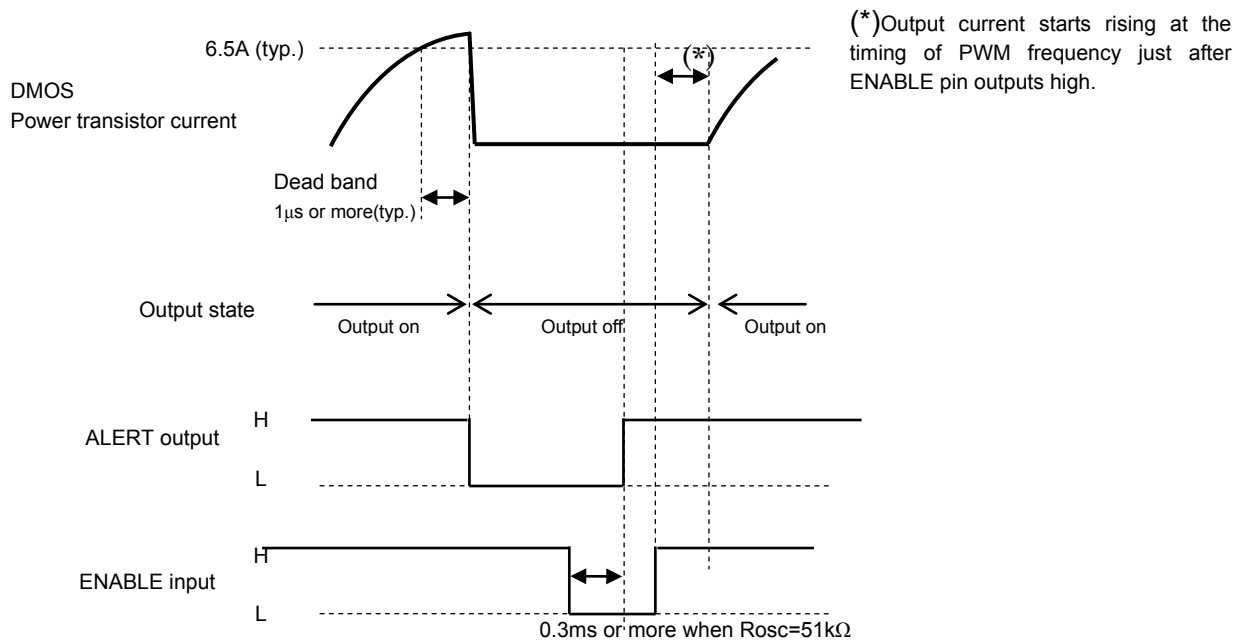 (*)Output current starts rising at the
timing of PWM frequency just after
ENABLE pin outputs high.
6.5A (typ.)
(*)
DMOS
Power transistor current
Dead band
1μs or more(typ.)
Output state
Output on
Output off
Output on
H
ALERT output
L
H
ENABLE input
L
0.3ms or more when Rosc=51kΩ